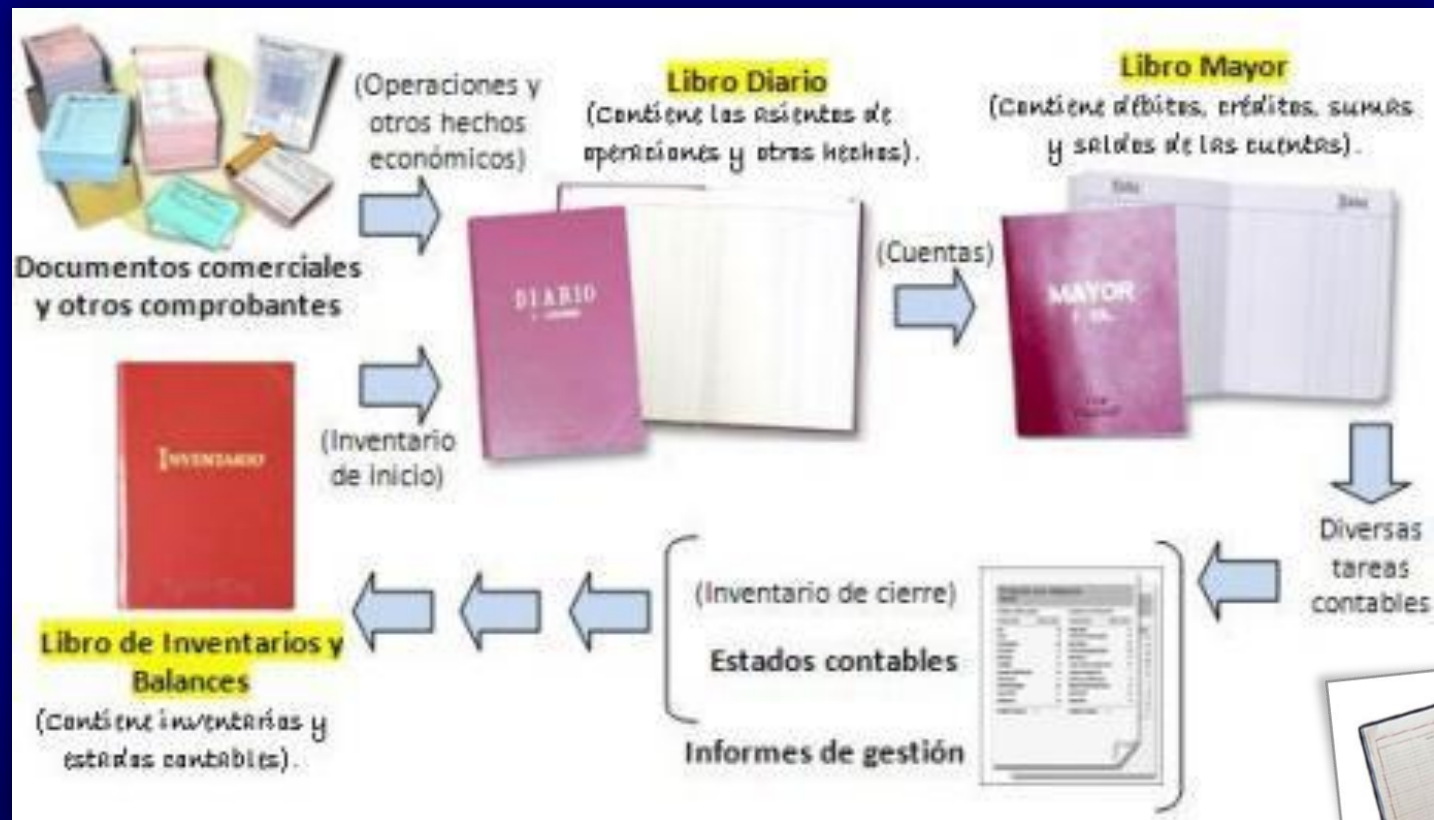 (Operaciones y
otros hechos
económicos)
Documentos comerciales
y otros comprobantes
Libro Diario
(Contiene los asientos de
operaciones y otros hechos).
DIARIO
(Cuentas)
Libro Mayor
(Contiene débitos, créditos, sumas
y saldos de las cuentas).
MAYOR
INVENTARIO
(Inventario
de inicio)
Diversas
tareas
contables
(Inventario de cierre)
Estados contables
Informes de gestión
Libro de Inventarios y
Balances
(Contiene inventarios y
estados contables).